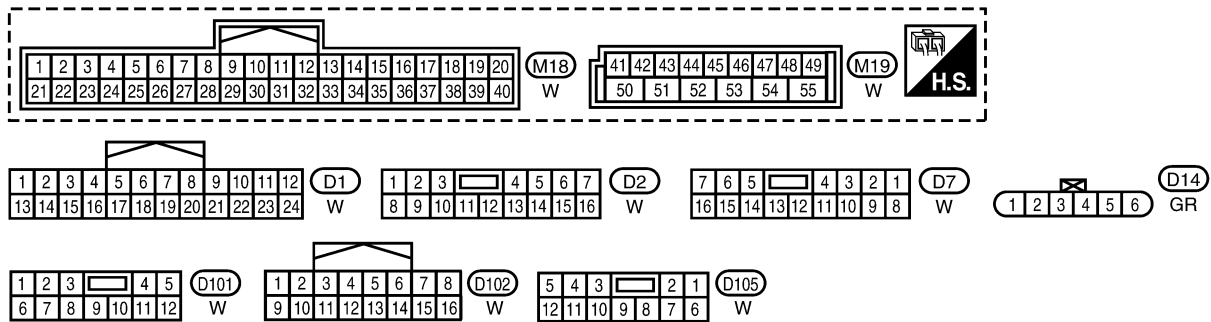 1 2 3 4 5 6 7 8 9 10 11 12 13 14 15 16 17 18 19 20 M18
21 22 23 24 25 26 27 28 29 30 31 32 33 34 35 36 37 38 39 40 W
41 42 43 44 45 46 47 48 49 M19
50 51 52 53 54 55 W
H.S.
1 2 3 4 5 6 7 8 9 10 11 12 D1
13 14 15 16 17 18 19 20 21 22 23 24 W
1 2 3 4 5 6 7 D2
8 9 10 11 12 13 14 15 16 W
7 6 5 4 3 2 1 D7
16 15 14 13 12 11 10 9 8 W
1 2 3 4 5 6 D14
GR
1 2 3 4 5 D101
6 7 8 9 10 11 12 W
1 2 3 4 5 6 7 8 D102
9 10 11 12 13 14 15 16 W
5 4 3 2 1 D105
12 11 10 9 8 7 6 W